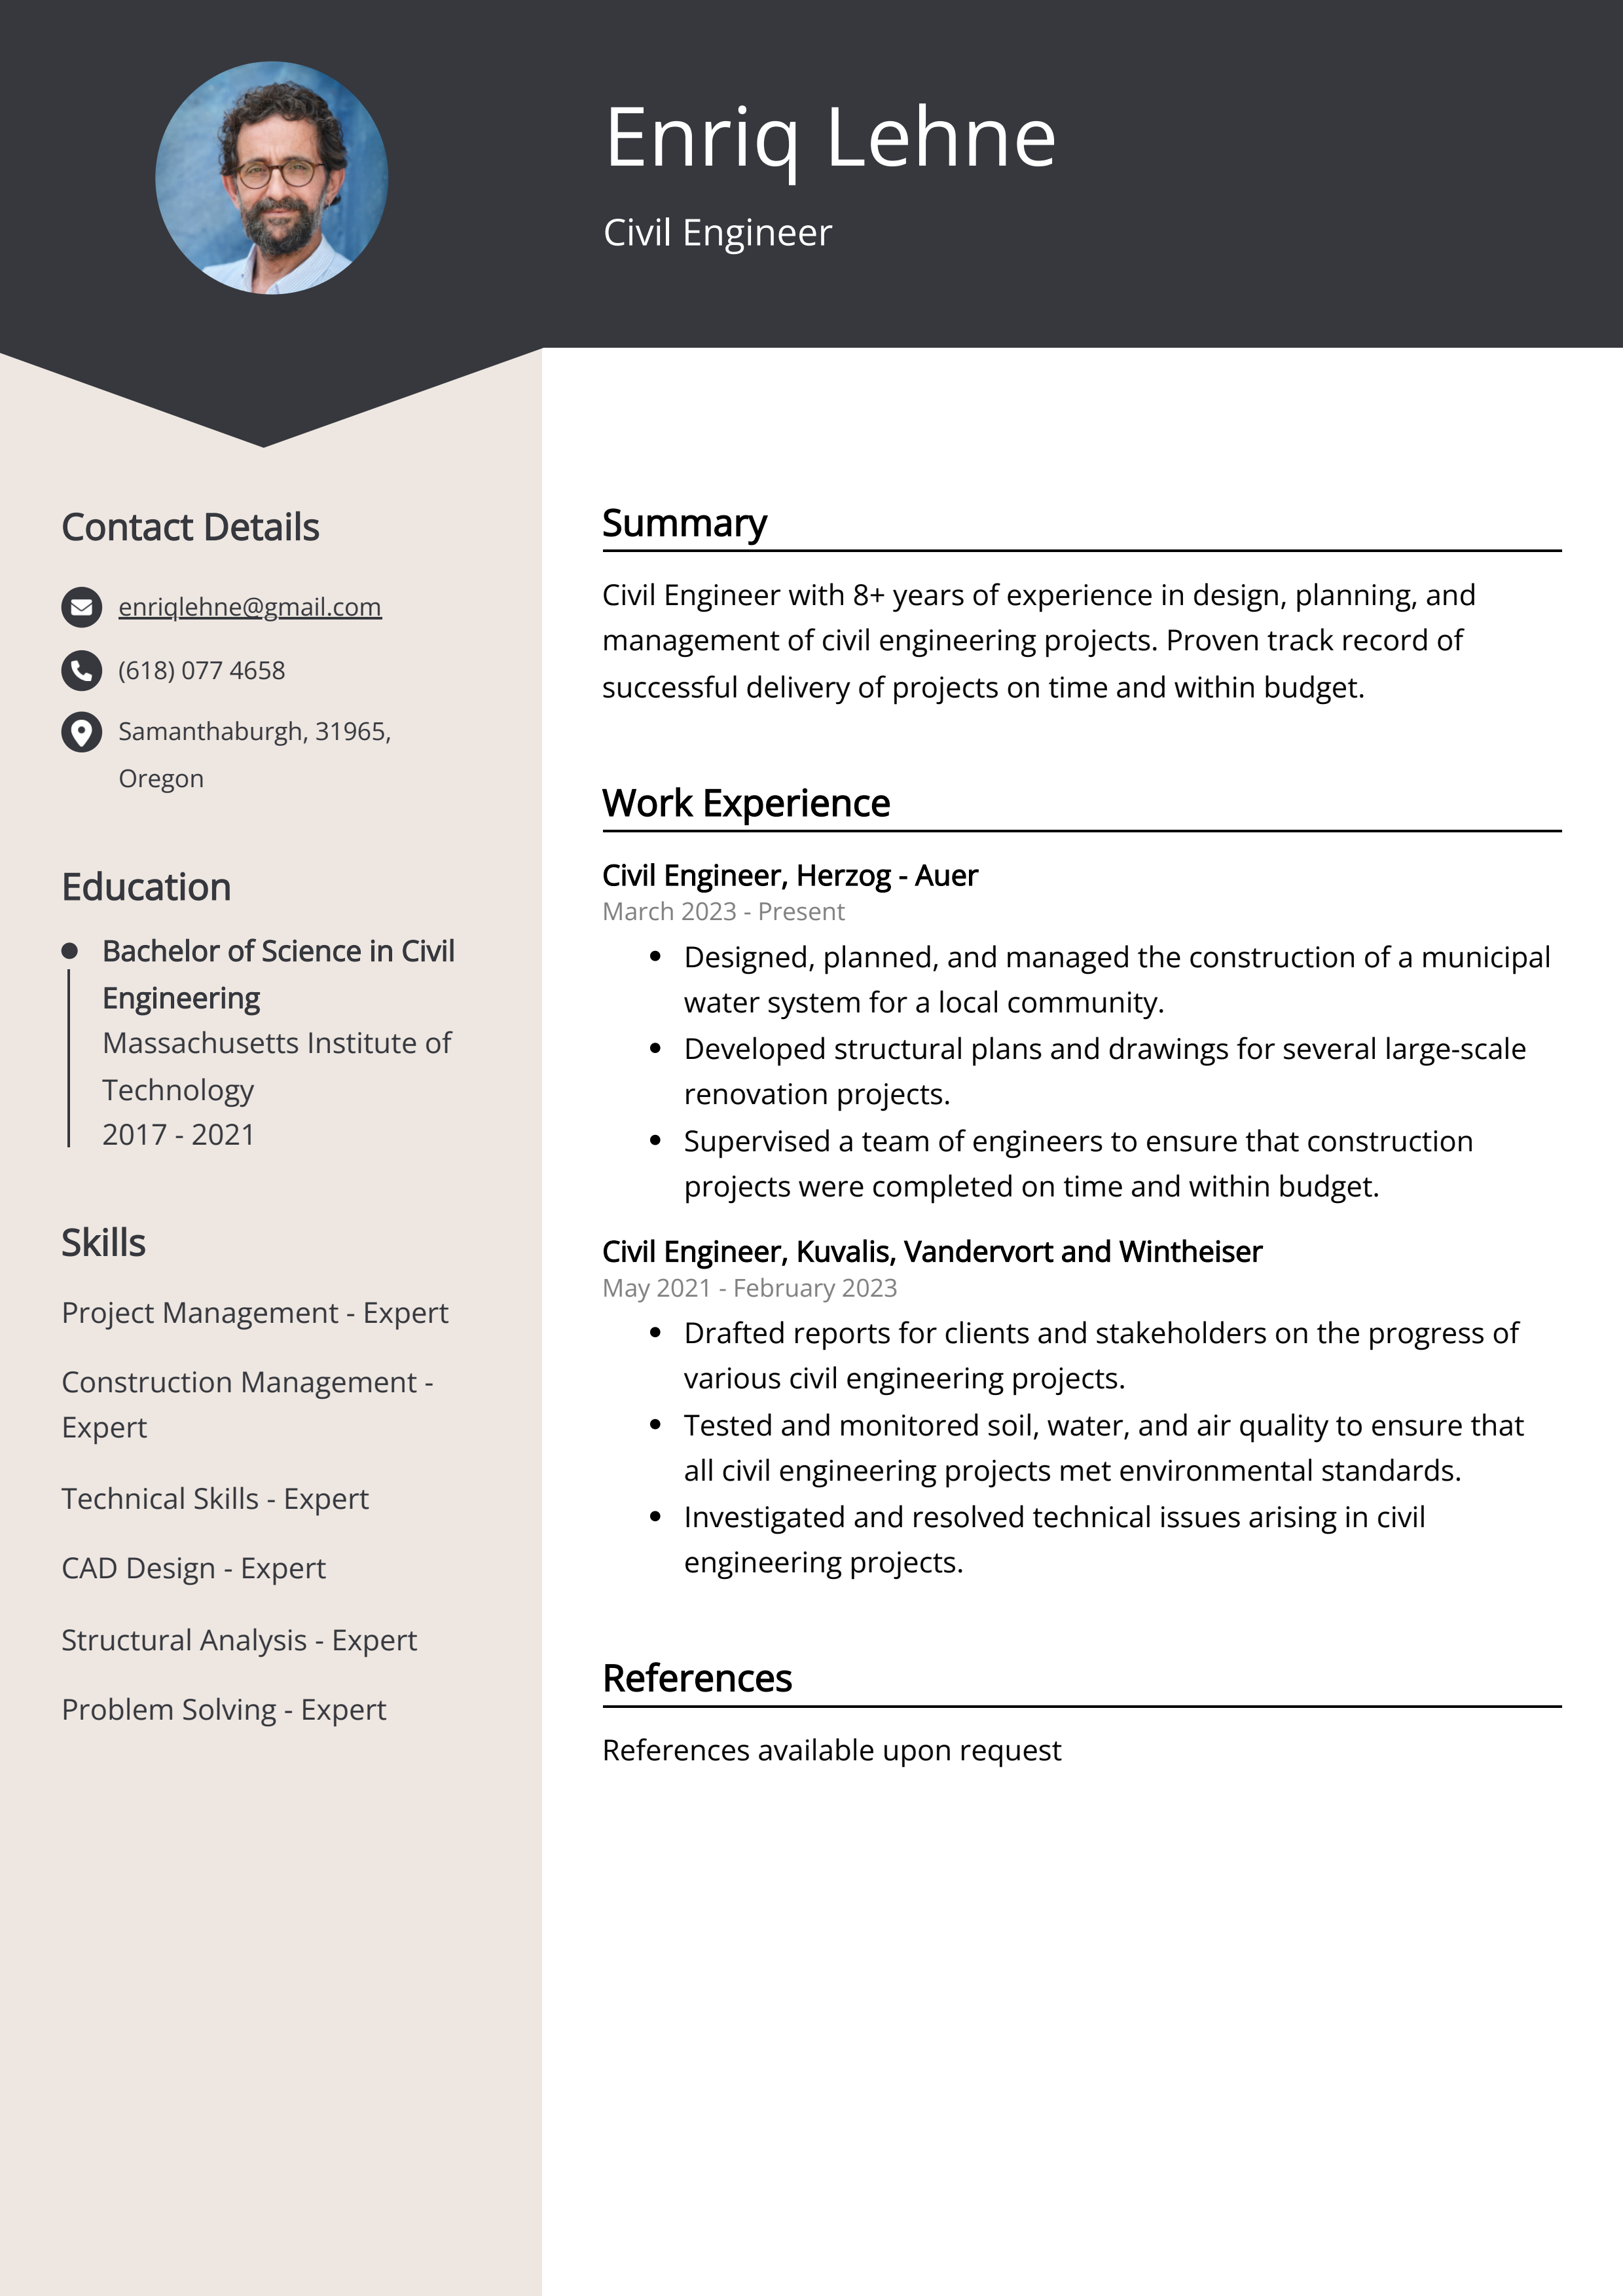 Enriq Lehne
Civil Engineer
Contact Details
enriqlehne@gmail.com
(618) 077 4658
Samanthaburgh, 31965,
Oregon
Education
Bachelor of Science in Civil
Engineering
Massachusetts Institute of
Technology
2017 - 2021
Skills
Project Management - Expert
Construction Management -
Expert
Technical Skills - Expert
CAD Design - Expert
Structural Analysis - Expert
Problem Solving - Expert
Summary
Civil Engineer with 8+ years of experience in design, planning, and
management of civil engineering projects. Proven track record of
successful delivery of projects on time and within budget.
Work Experience
Civil Engineer, Herzog - Auer
March 2023 - Present
• Designed, planned, and managed the construction of a municipal
water system for a local community.
• Developed structural plans and drawings for several large-scale
renovation projects.
• Supervised a team of engineers to ensure that construction
projects were completed on time and within budget.
Civil Engineer, Kuvalis, Vandervort and Wintheiser
May 2021 - February 2023
• Drafted reports for clients and stakeholders on the progress of
various civil engineering projects.
• Tested and monitored soil, water, and air quality to ensure that
all civil engineering projects met environmental standards.
• Investigated and resolved technical issues arising in civil
engineering projects.
References
References available upon request